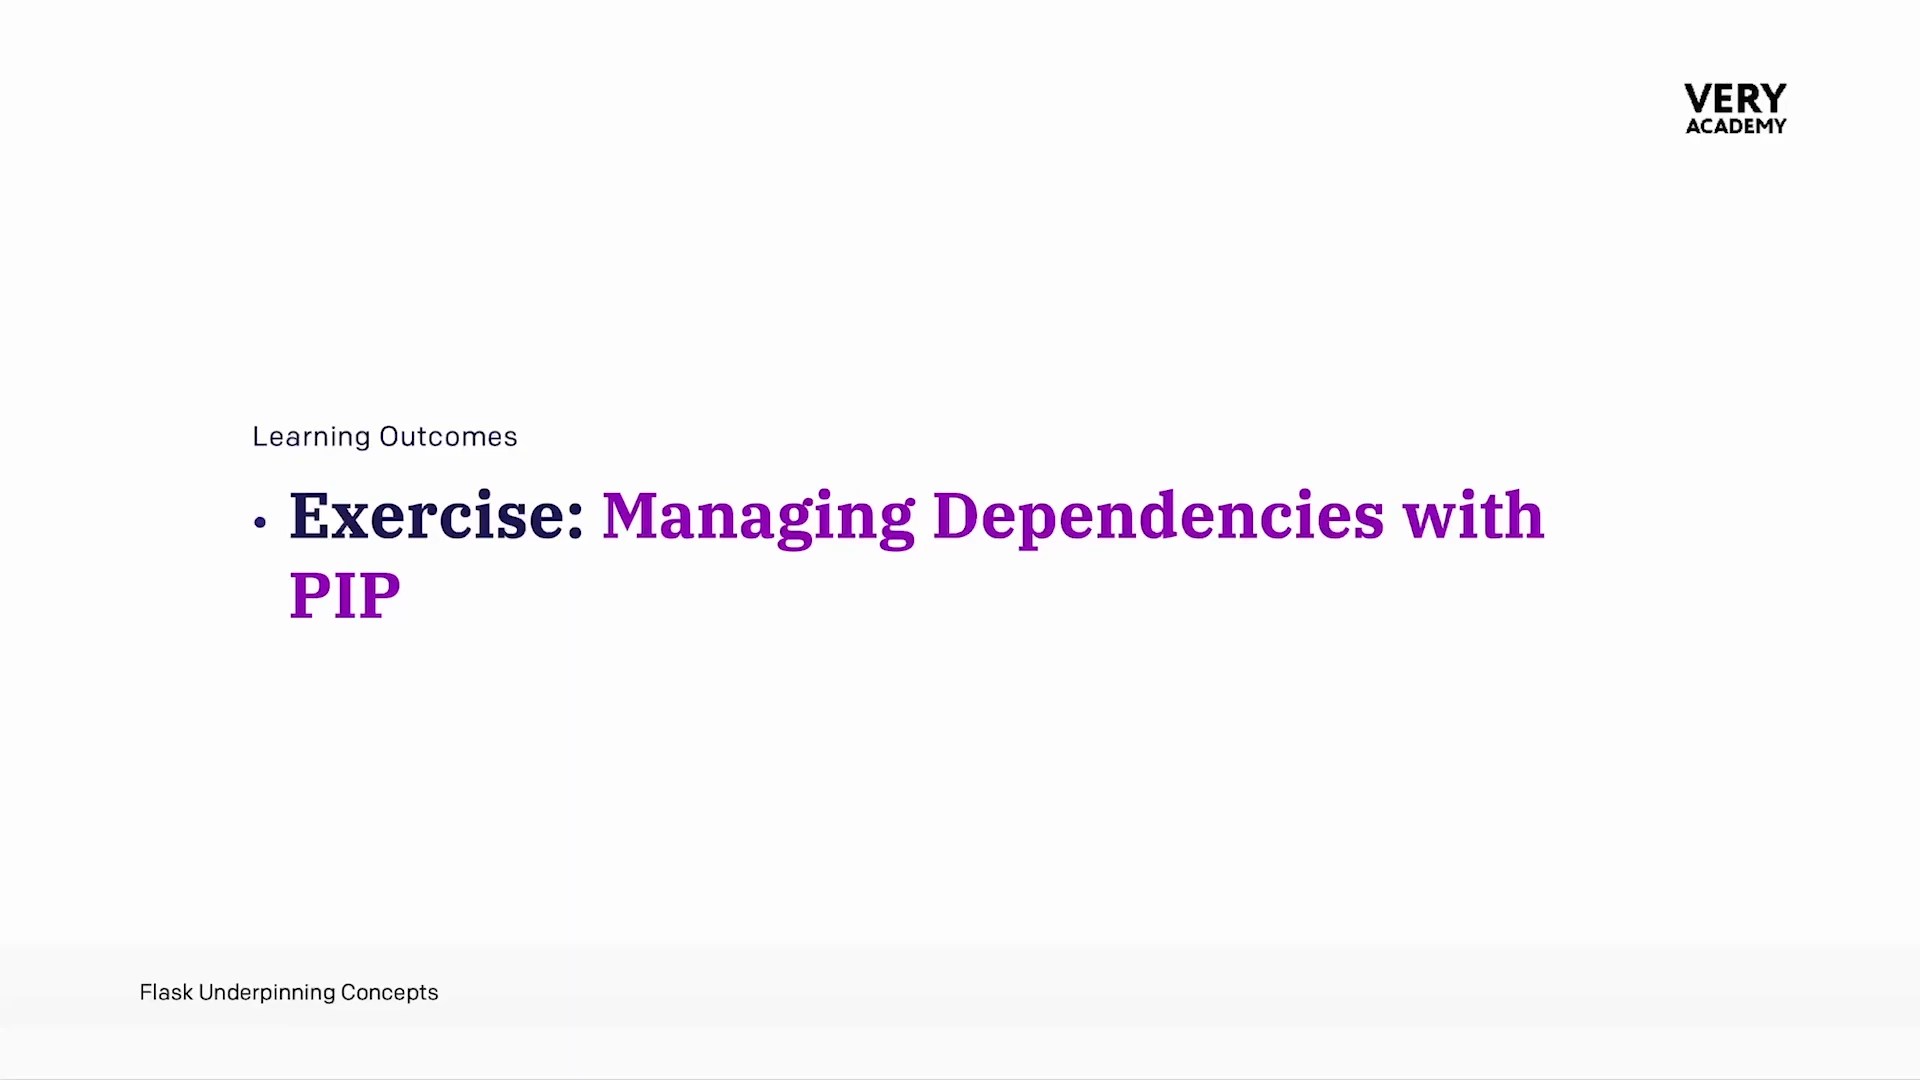 VERY
ACADEMY
Learning Outcomes
• Exercise: Managing Dependencies with
PIP
Flask Underpinning Concepts